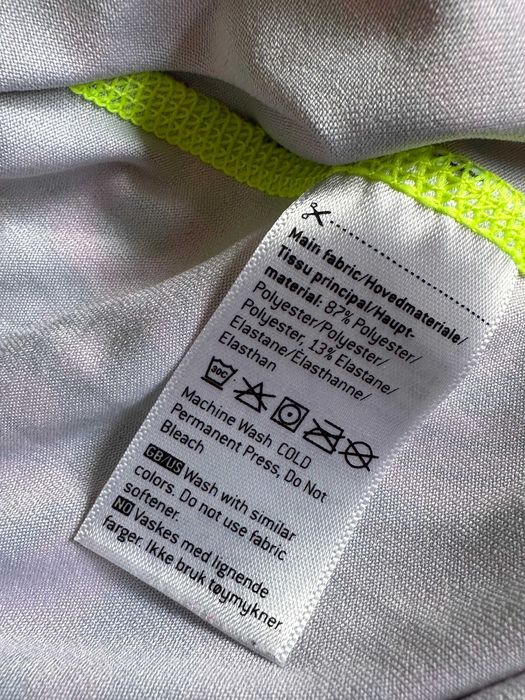 Main fabric/Hovedmateriale/
Tissu principal/Haupt-
material: 87% Polyester/
Polyester/Polyester/
Polyester, 13% Elastane/
Elastane/Élasthanne/
Elasthan
30C
Machine Wash COLD
Permanent Press, Do Not
Bleach
GB/US Wash with similar
colors. Do not use fabric
softener.
NO Vaskes med lignende
farger. Ikke bruk tøymykner